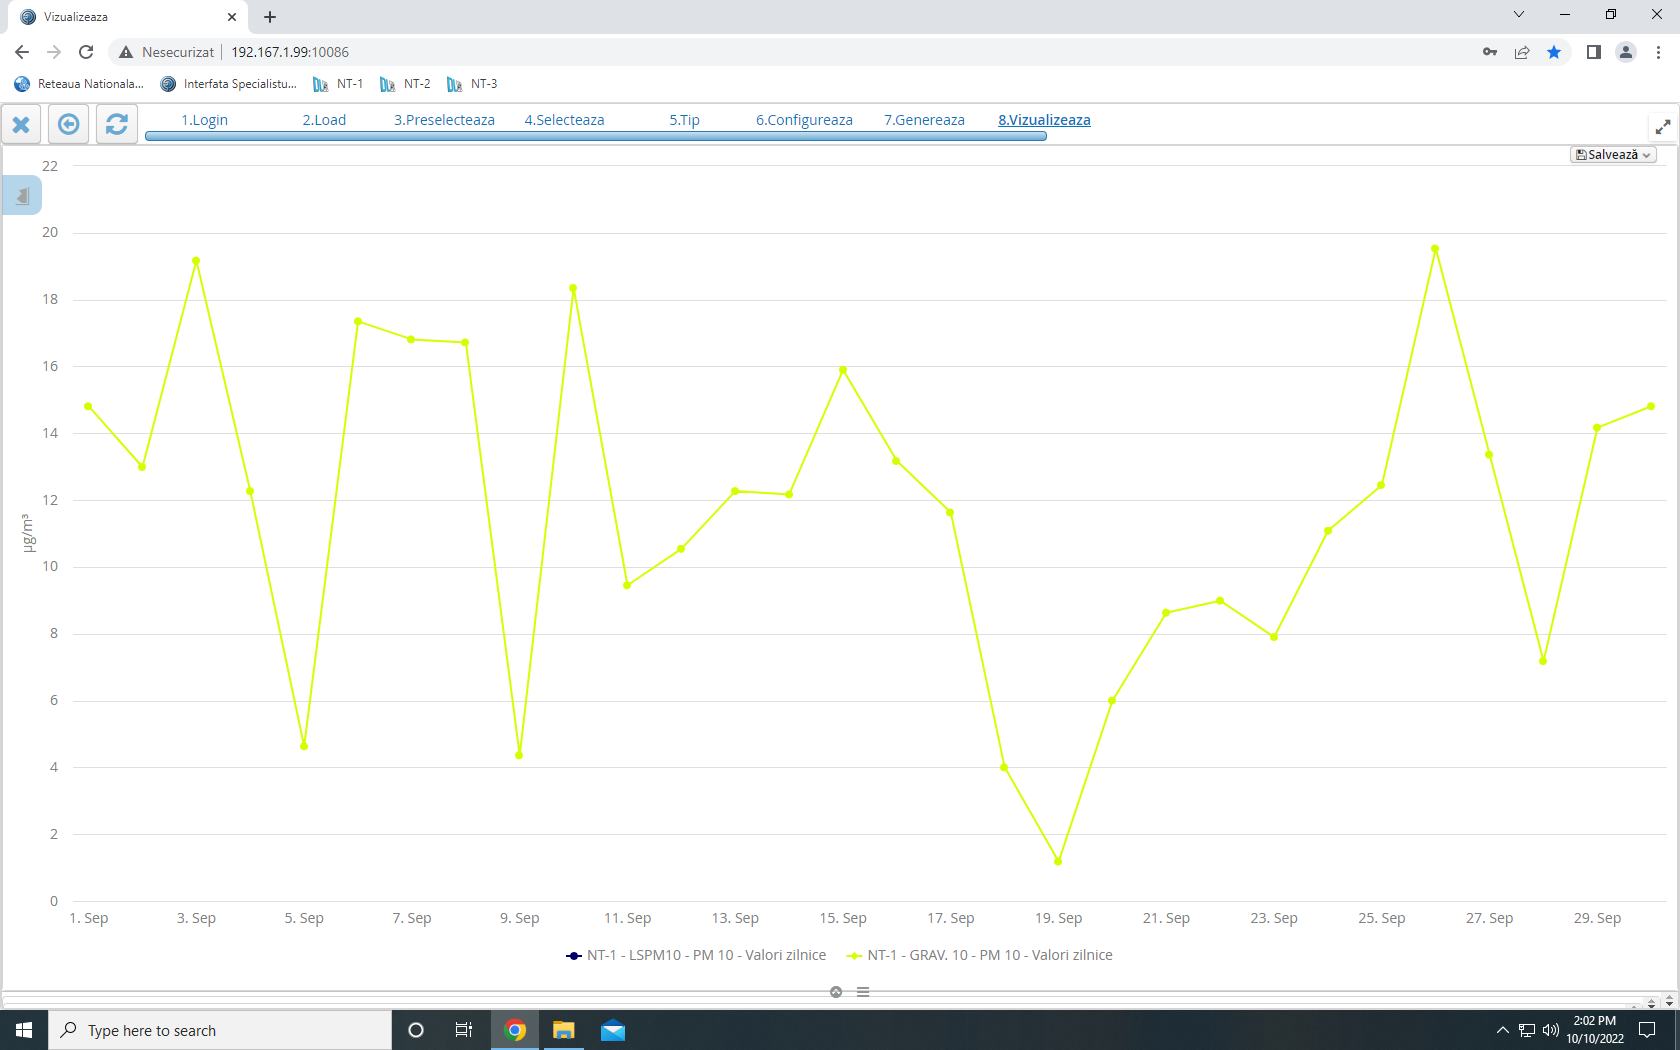 Vizualizeaza
Nesecurizat 192.167.1.99:10086
Reteaua Nationala... Interfata Specialistu... NT-1 NT-2 NT-3
1.Login 2.Load 3.Preselecteaza 4.Selecteaza 5.Tip 6.Configureaza 7.Genereaza 8.Vizualizeaza
Salvează
22
20
18
16
14
12
10
8
6
4
2
0
µg/m³
1. Sep 3. Sep 5. Sep 7. Sep 9. Sep 11. Sep 13. Sep 15. Sep 17. Sep 19. Sep 21. Sep 23. Sep 25. Sep 27. Sep 29. Sep
NT-1 - LSPM10 - PM 10 - Valori zilnice NT-1 - GRAV. 10 - PM 10 - Valori zilnice
Type here to search
2:02 PM
10/10/2022